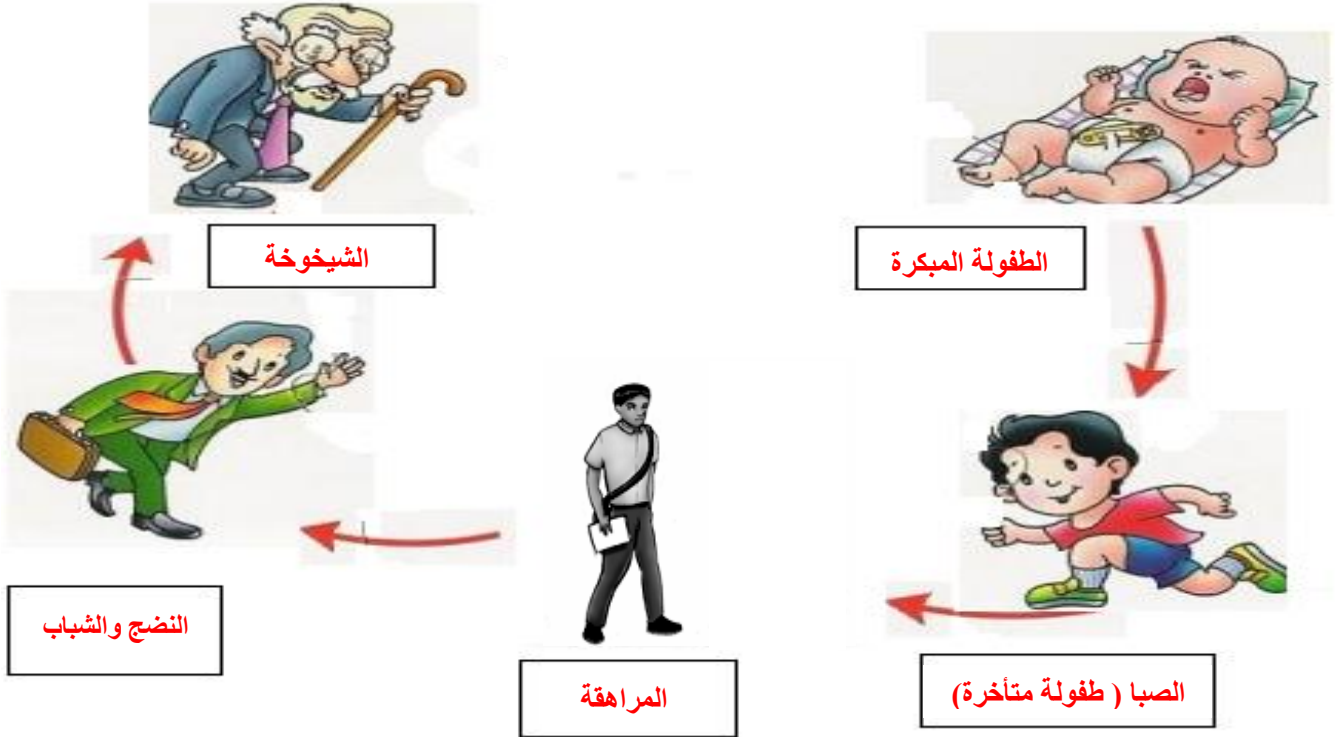 الطفولة المبكرة
الصبا ( طفولة متأخرة)
المراهقة
النضج والشباب
الشيخوخة